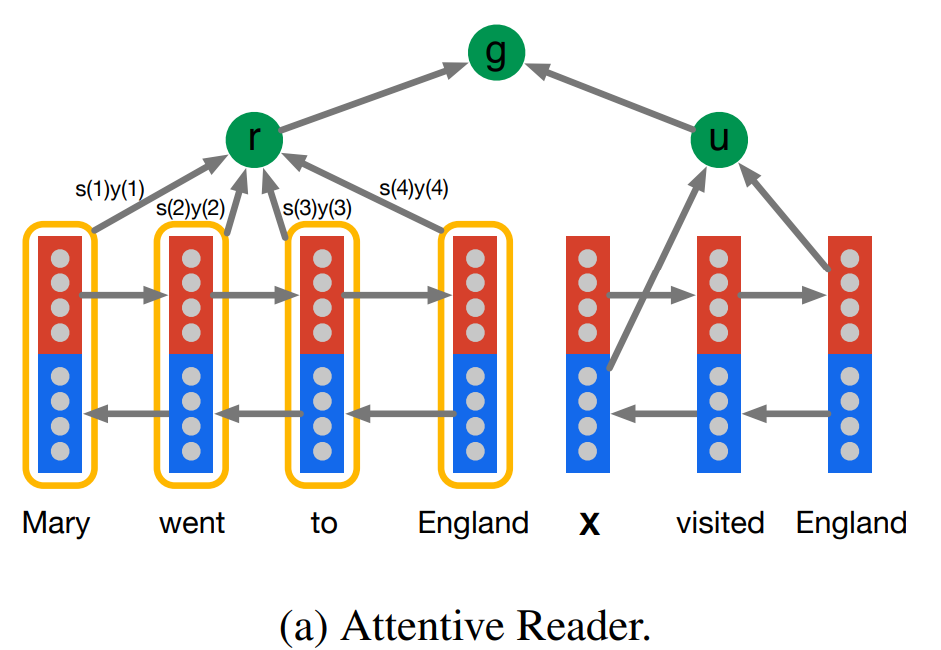 g
r
u
s(1)y(1)
s(2)y(2)
s(3)y(3)
s(4)y(4)
Mary went to England X visited England
(a) Attentive Reader.